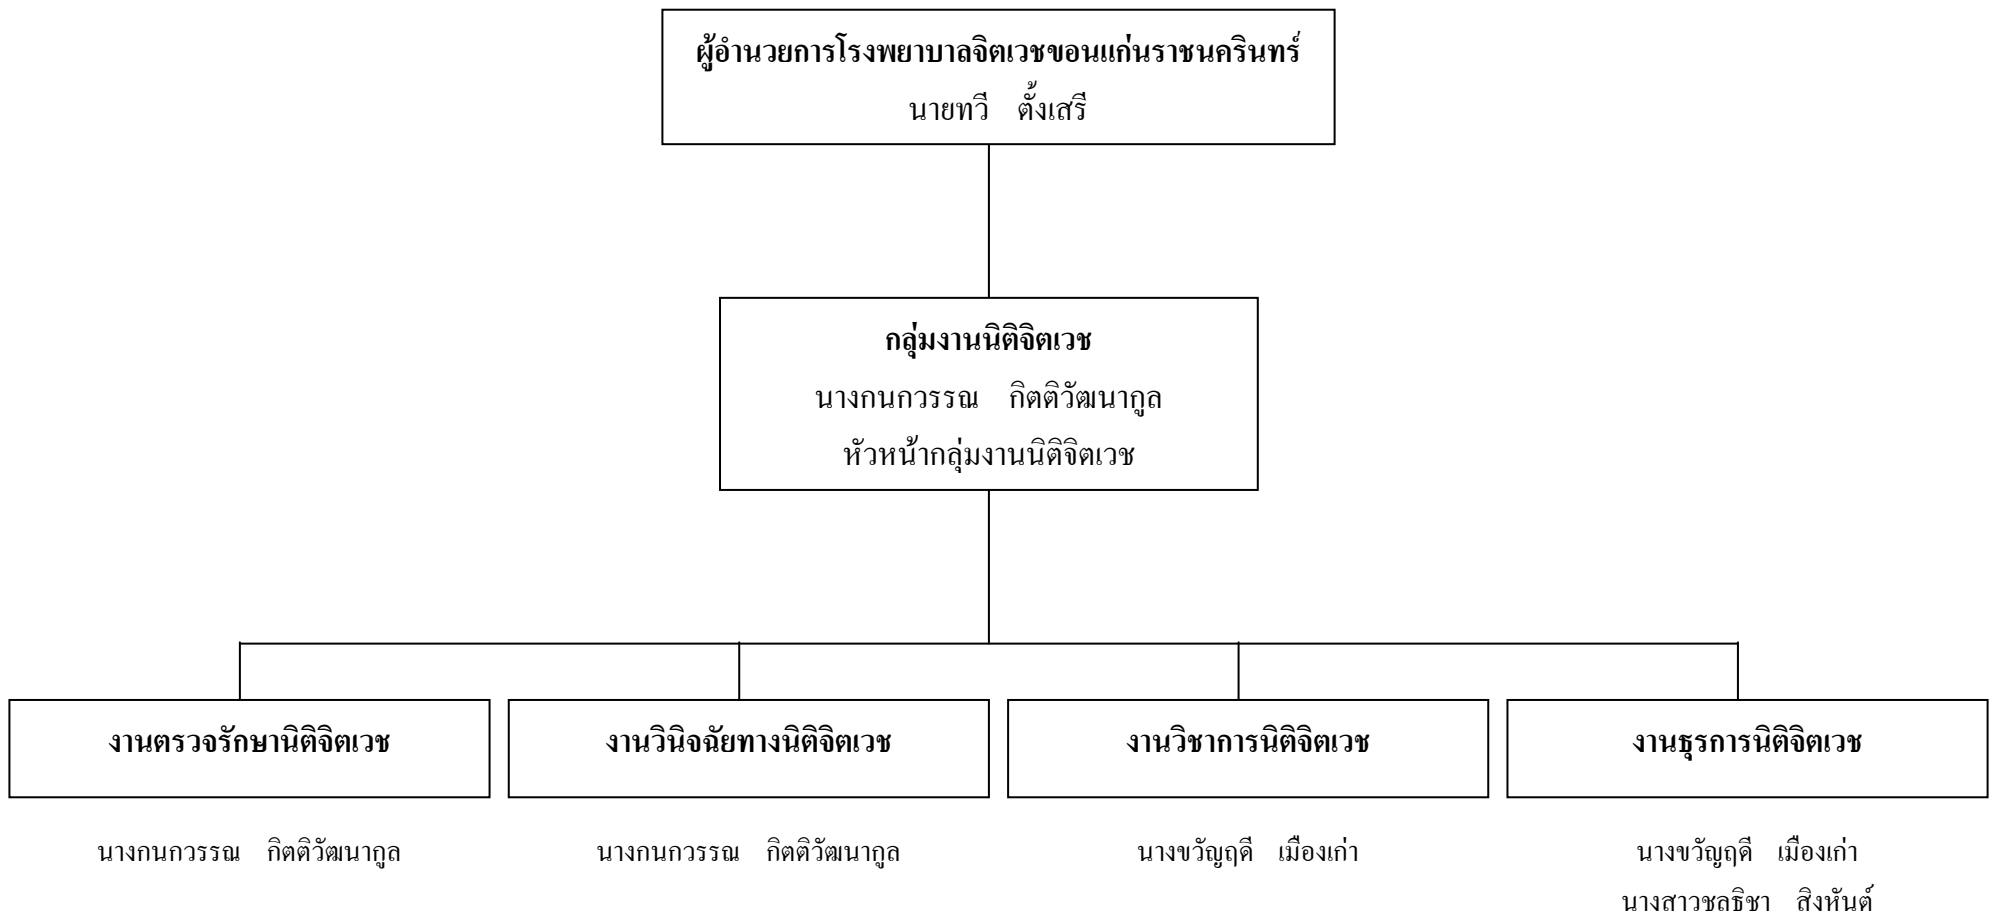 ผู้อำนวยการโรงพยาบาลจิตเวชขอนแก่นราชนครินทร์
นายทวี ตั้งเสรี
กลุ่มงานนิติจิตเวช
นางกนกวรรณ กิตติวัฒนากูล
หัวหน้ากลุ่มงานนิติจิตเวช
งานตรวจรักษานิติจิตเวช
งานวินิจฉัยทางนิติจิตเวช
งานวิชาการนิติจิตเวช
งานธุรการนิติจิตเวช
นางกนกวรรณ กิตติวัฒนากูล
นางกนกวรรณ กิตติวัฒนากูล
นางขวัญฤดี เมืองเก่า
นางขวัญฤดี เมืองเก่า
นางสาวชลธิชา สิงหันต์